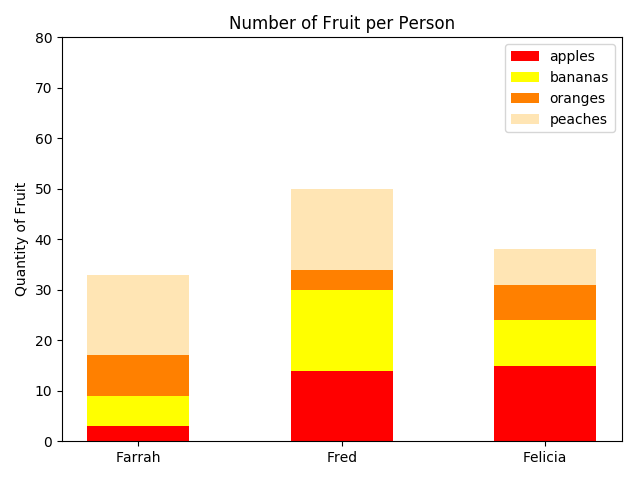 Number of Fruit per Person
80
70
60
50
40
30
20
10
0
Quantity of Fruit
apples
bananas
oranges
peaches
Farrah
Fred
Felicia